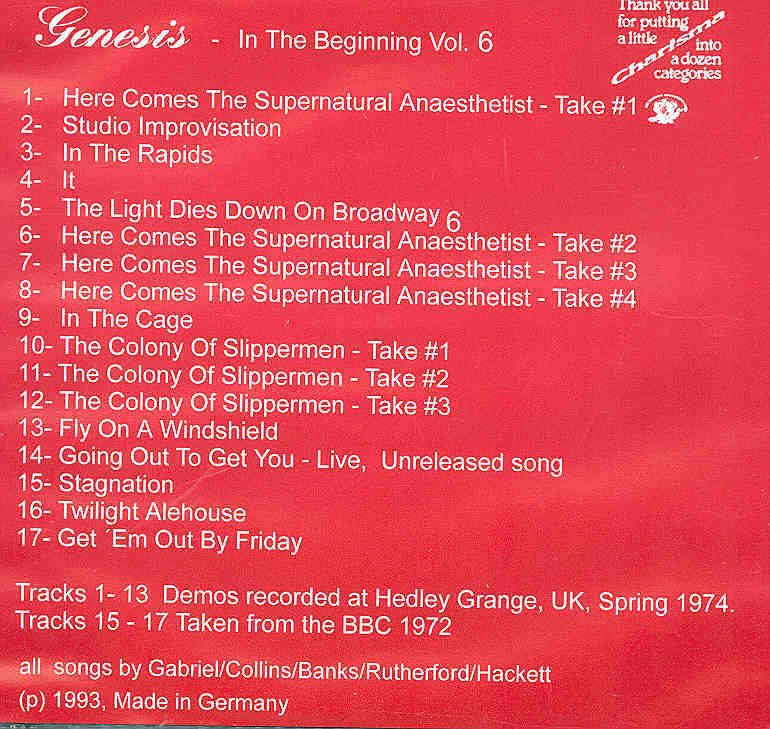 Genesis - In The Beginning Vol. 6
Thank you all
for putting
a little
Charisma
into
a dozen
categories
1- Here Comes The Supernatural Anaesthetist - Take #1
2- Studio Improvisation
3- In The Rapids
4- It
5- The Light Dies Down On Broadway 6
6- Here Comes The Supernatural Anaesthetist - Take #2
7- Here Comes The Supernatural Anaesthetist - Take #3
8- Here Comes The Supernatural Anaesthetist - Take #4
9- In The Cage
10- The Colony Of Slippermen - Take #1
11- The Colony Of Slippermen - Take #2
12- The Colony Of Slippermen - Take #3
13- Fly On A Windshield
14- Going Out To Get You - Live, Unreleased song
15- Stagnation
16- Twilight Alehouse
17- Get ´Em Out By Friday
Tracks 1- 13 Demos recorded at Hedley Grange, UK, Spring 1974.
Tracks 15 - 17 Taken from the BBC 1972
all songs by Gabriel/Collins/Banks/Rutherford/Hackett
(p) 1993, Made in Germany